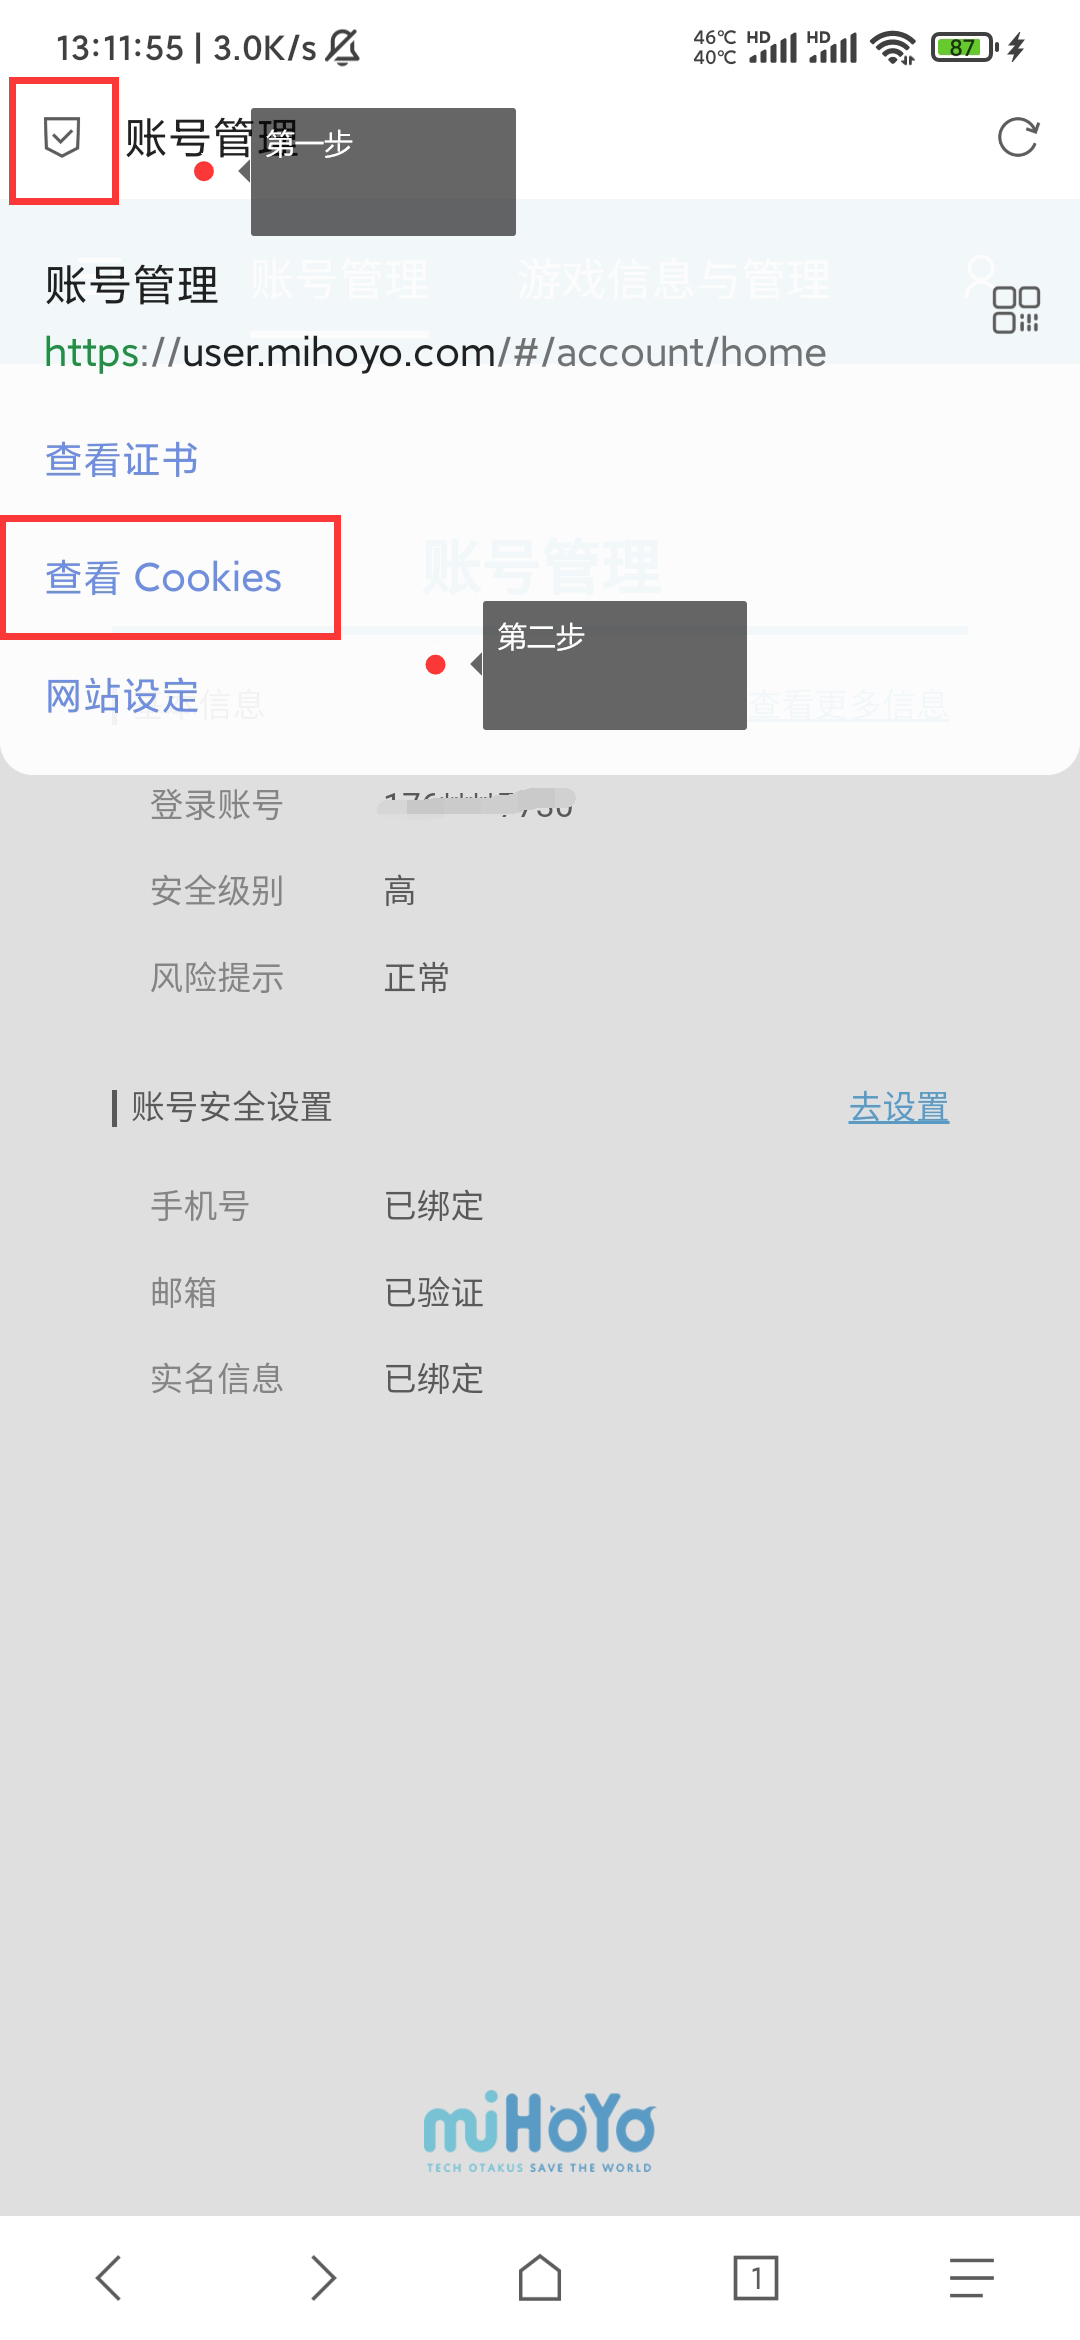 13:11:55 | 3.0K/s 46℃ 40℃ HD HD 87
账号管理
第一步
账号管理 游戏信息与管理
账号管理
https://user.mihoyo.com/#/account/home
查看证书
查看 Cookies
账号管理
第二步
网站设定
信息
查看更多信息
登录账号
安全级别 高
风险提示 正常
账号安全设置 去设置
手机号 已绑定
邮箱 已验证
实名信息 已绑定
miHoYo
TECH OTAKUS SAVE THE WORLD
1